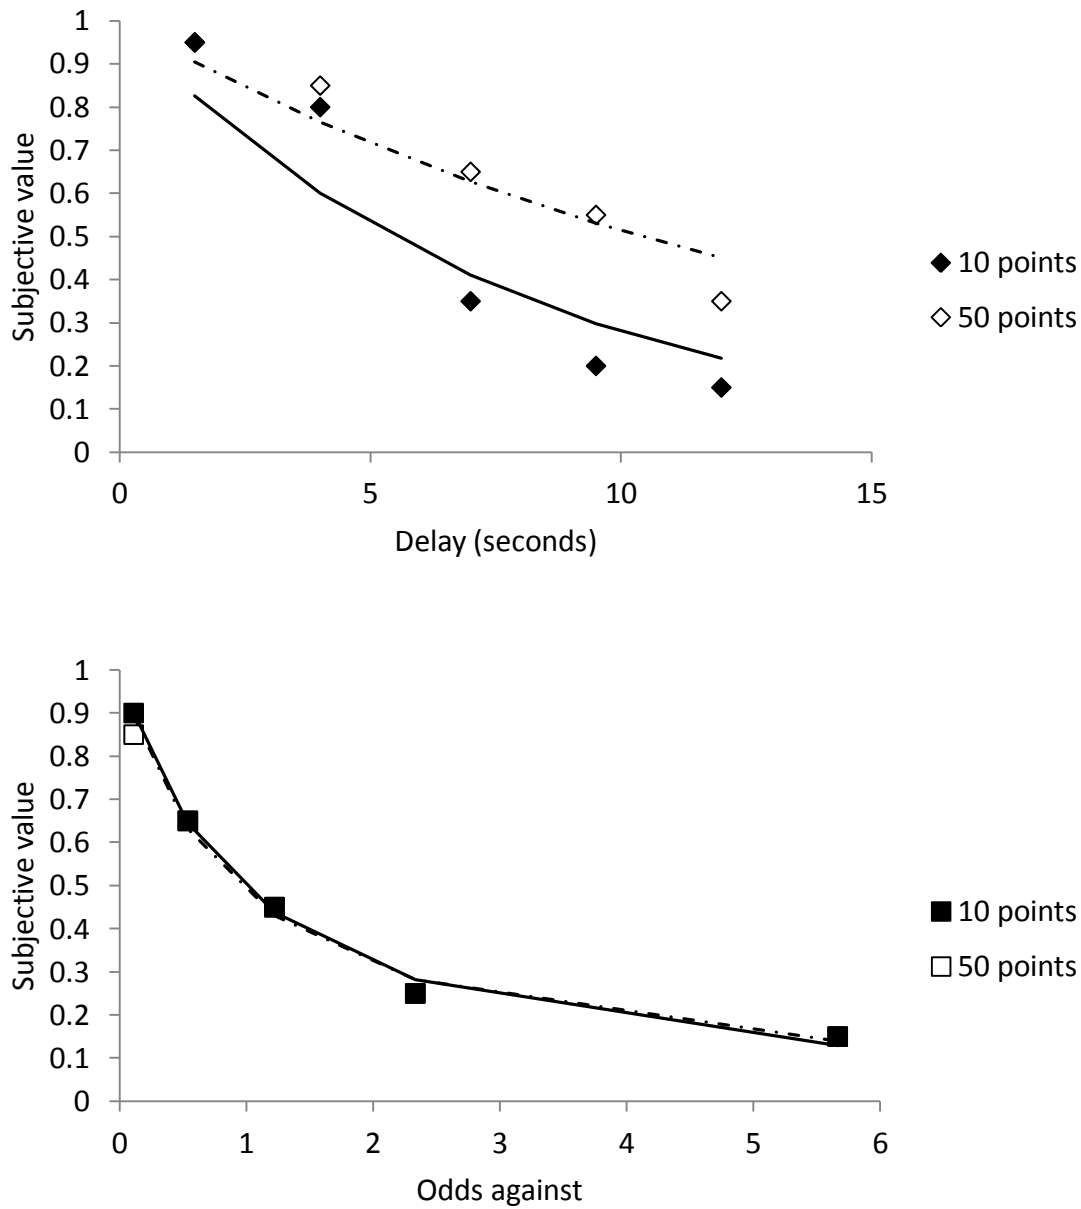 1
0.9
0.8
0.7
0.6
0.5
0.4
0.3
0.2
0.1
0
Subjective value
0 5 10 15
Delay (seconds)
10 points
50 points
1
0.9
0.8
0.7
0.6
0.5
0.4
0.3
0.2
0.1
0
Subjective value
0 1 2 3 4 5 6
Odds against
10 points
50 points